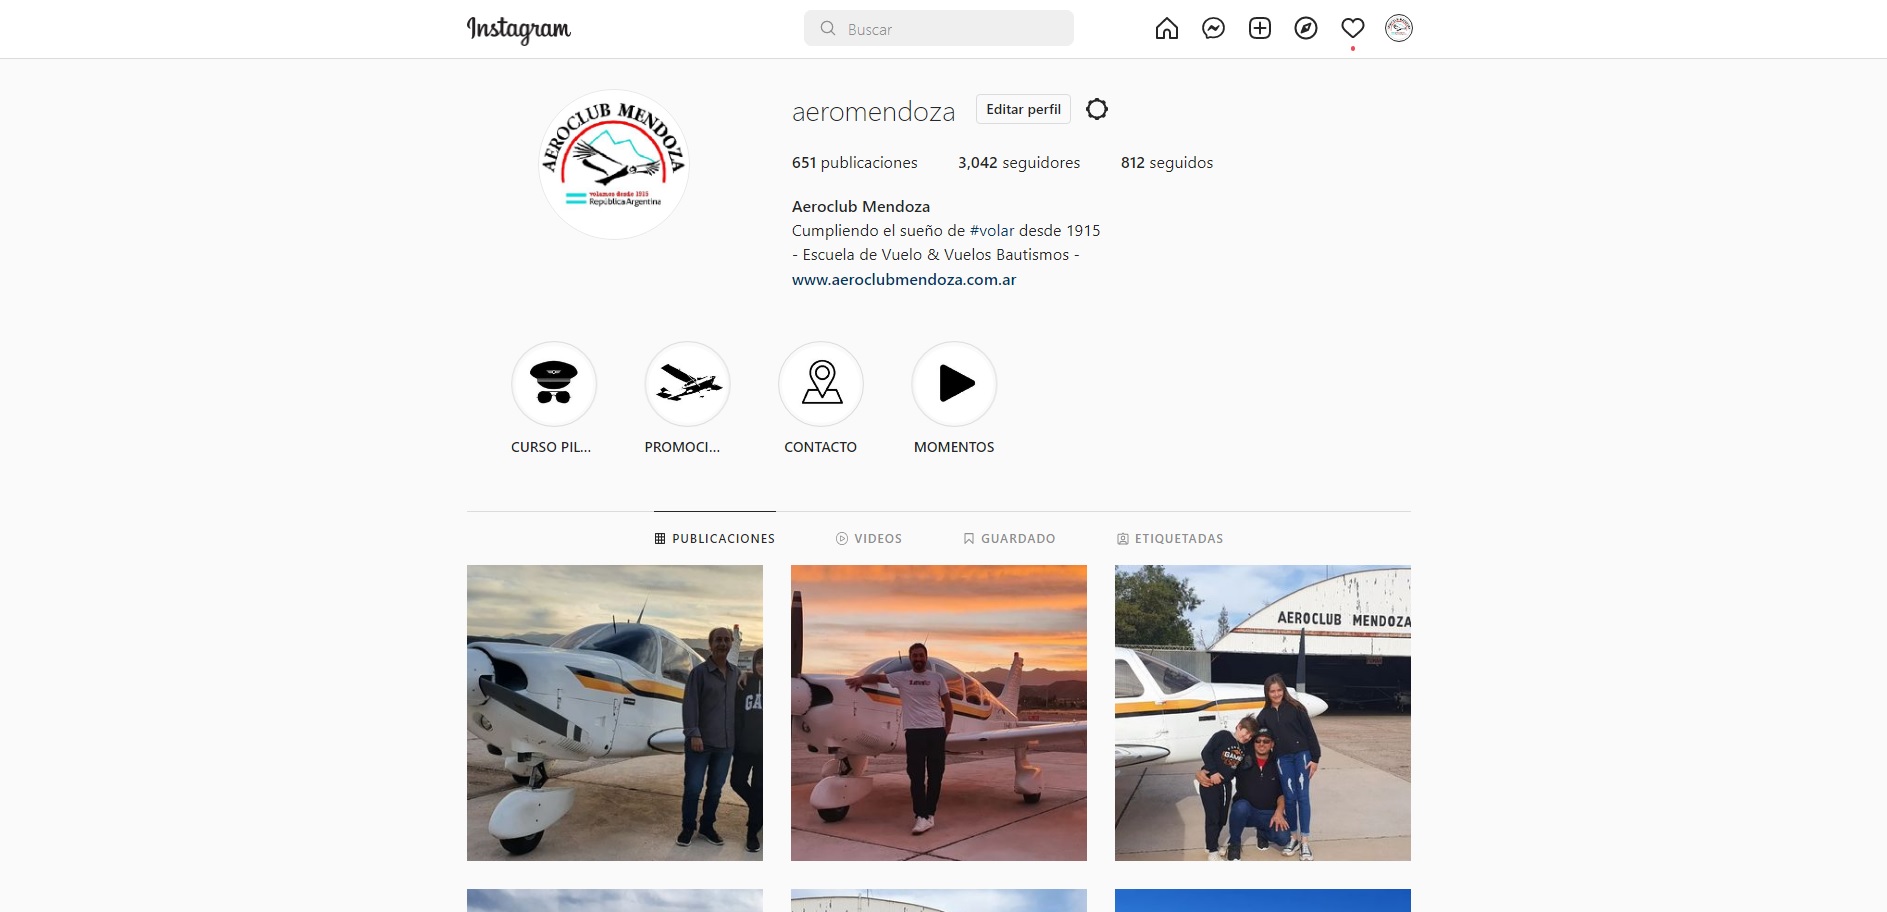 Instagram
Buscar
AEROCLUB MENDOZA
volamos desde 1915
República Argentina
aeromendoza
Editar perfil
651 publicaciones 3,042 seguidores 812 seguidos
Aeroclub Mendoza
Cumpliendo el sueño de #volar desde 1915
- Escuela de Vuelo & Vuelos Bautismos -
www.aeroclubmendoza.com.ar
CURSO PIL... PROMOCI... CONTACTO MOMENTOS
PUBLICACIONES VIDEOS GUARDADO ETIQUETADAS
GA
AEROCLUB MENDOZA